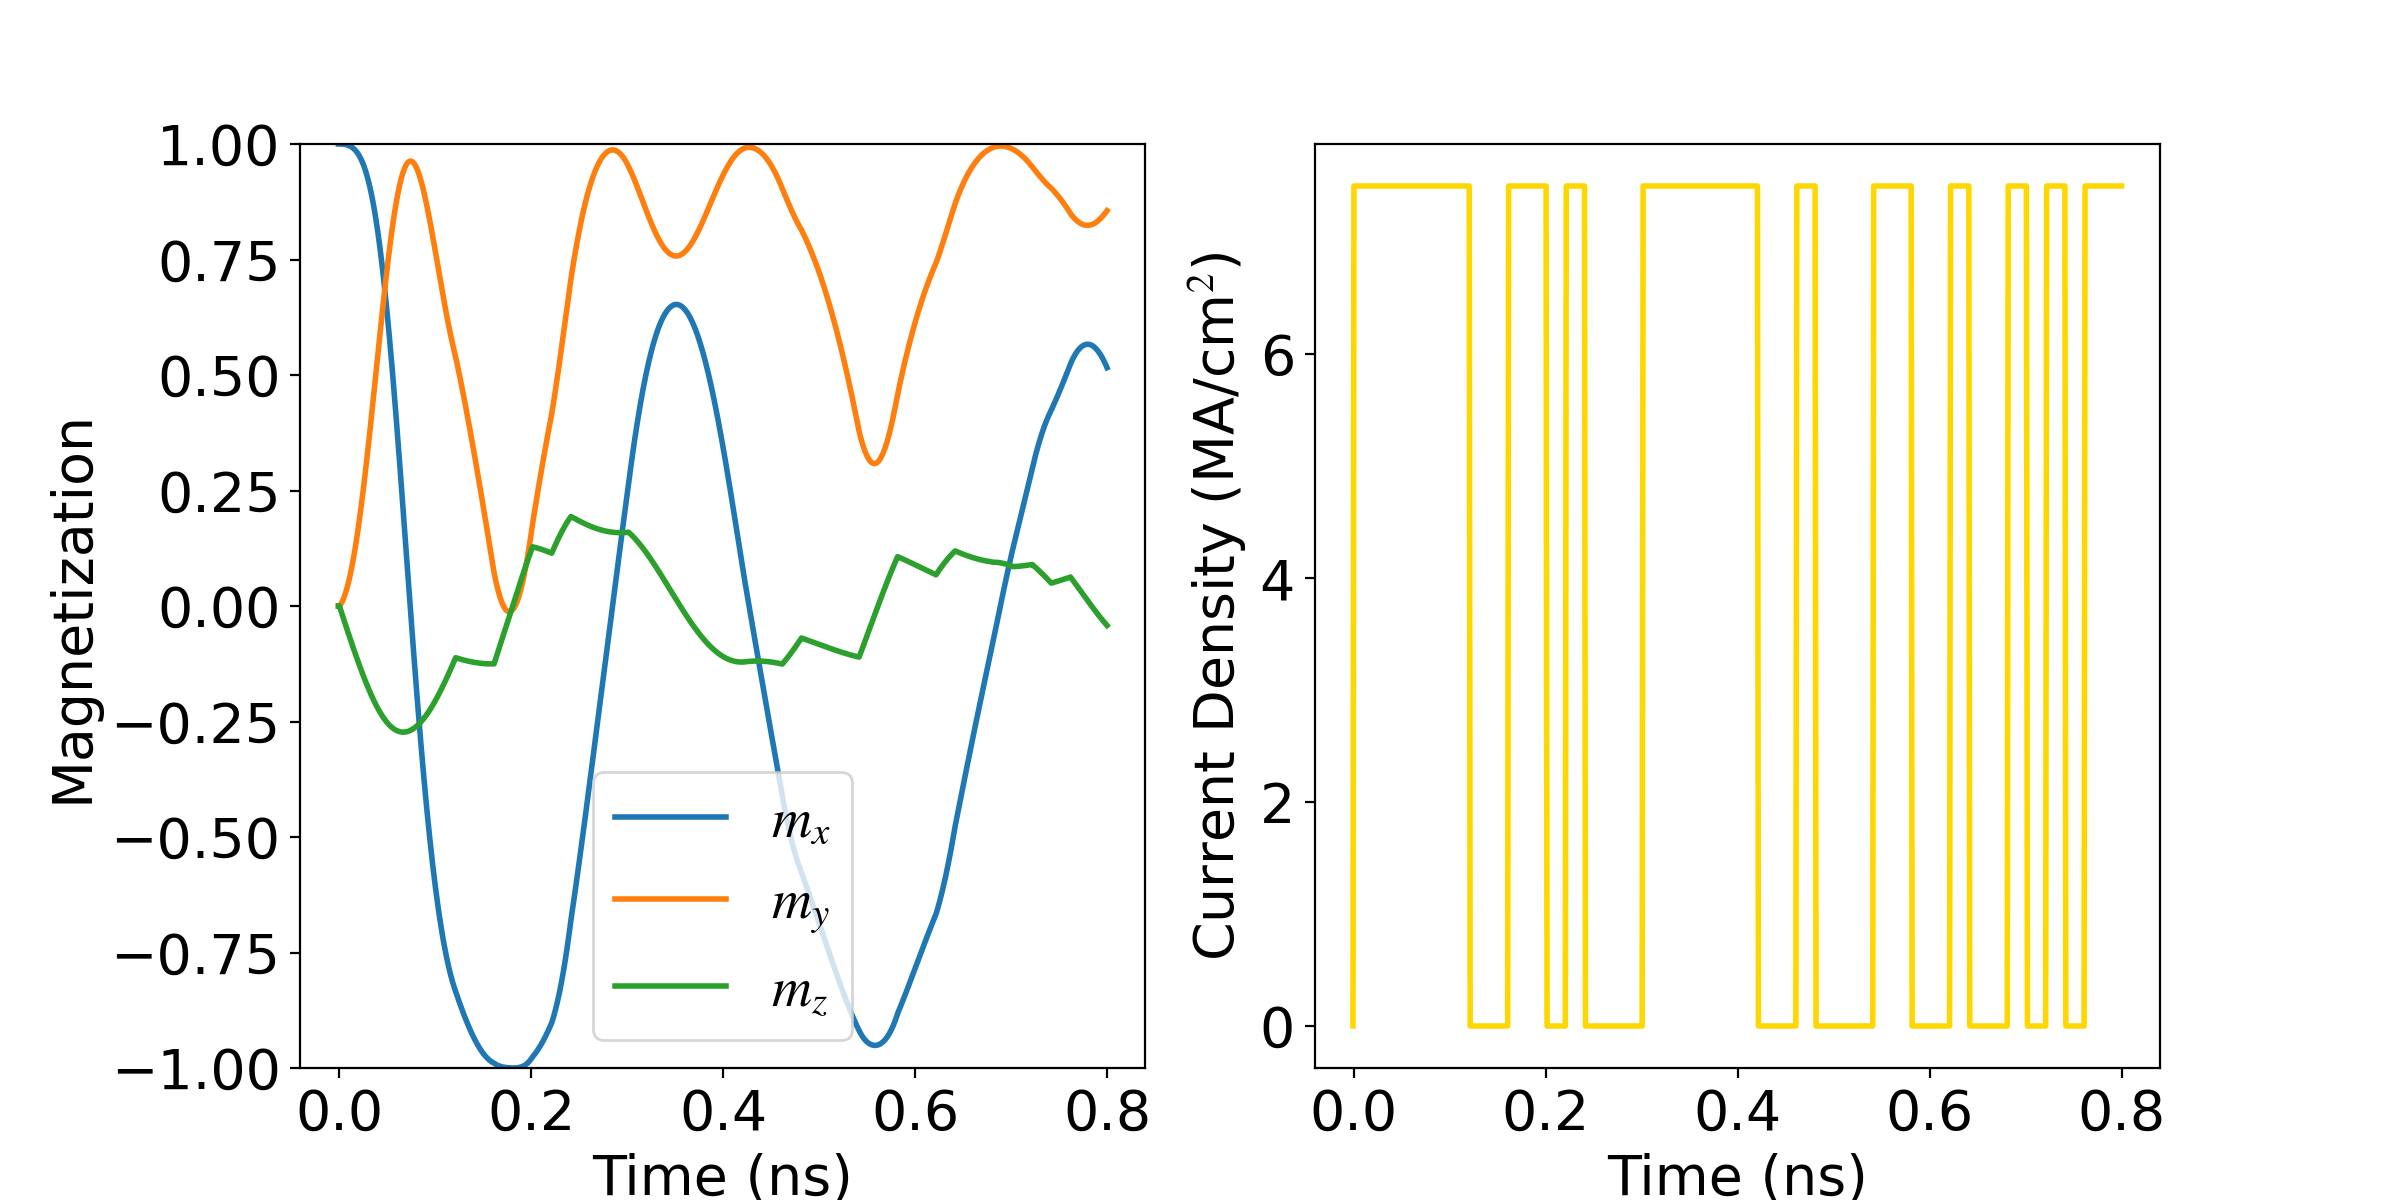 1.00
0.75
0.50
0.25
0.00
−0.25
−0.50
−0.75
−1.00
Magnetization
0.0 0.2 0.4 0.6 0.8
Time (ns)
m_x
m_y
m_z
6
4
2
0
Current Density (MA/cm²)
0.0 0.2 0.4 0.6 0.8
Time (ns)